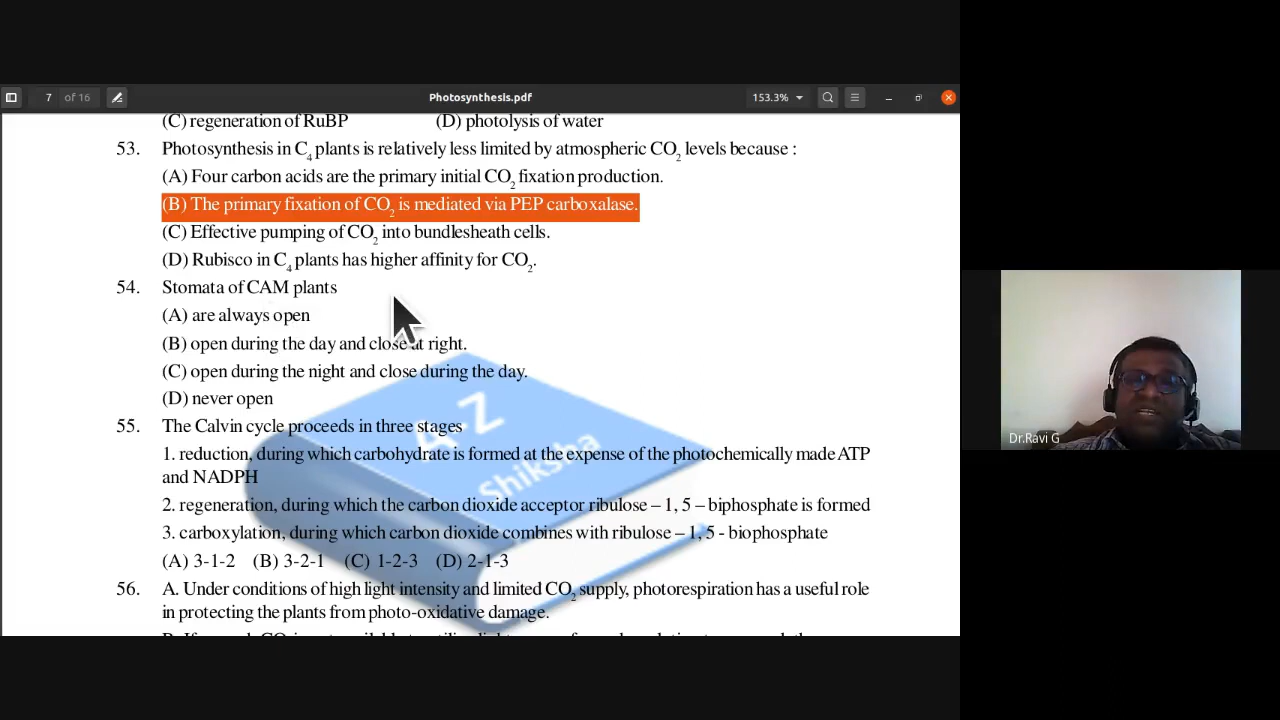 7 of 16
Photosynthesis.pdf
153.3%
(C) regeneration of RuBP (D) photolysis of water
53. Photosynthesis in C4 plants is relatively less limited by atmospheric CO2 levels because :
(A) Four carbon acids are the primary initial CO2 fixation production.
(B) The primary fixation of CO2 is mediated via PEP carboxalase.
(C) Effective pumping of CO2 into bundlesheath cells.
(D) Rubisco in C4 plants has higher affinity for CO2.
54. Stomata of CAM plants
(A) are always open
(B) open during the day and close at right.
(C) open during the night and close during the day.
(D) never open
55. The Calvin cycle proceeds in three stages
1. reduction, during which carbohydrate is formed at the expense of the photochemically made ATP
and NADPH
2. regeneration, during which the carbon dioxide acceptor ribulose – 1, 5 – biphosphate is formed
3. carboxylation, during which carbon dioxide combines with ribulose – 1, 5 - biophosphate
(A) 3-1-2 (B) 3-2-1 (C) 1-2-3 (D) 2-1-3
56. A. Under conditions of high light intensity and limited CO2 supply, photorespiration has a useful role
in protecting the plants from photo-oxidative damage.
A-Z
Shiksha
Dr.Ravi G